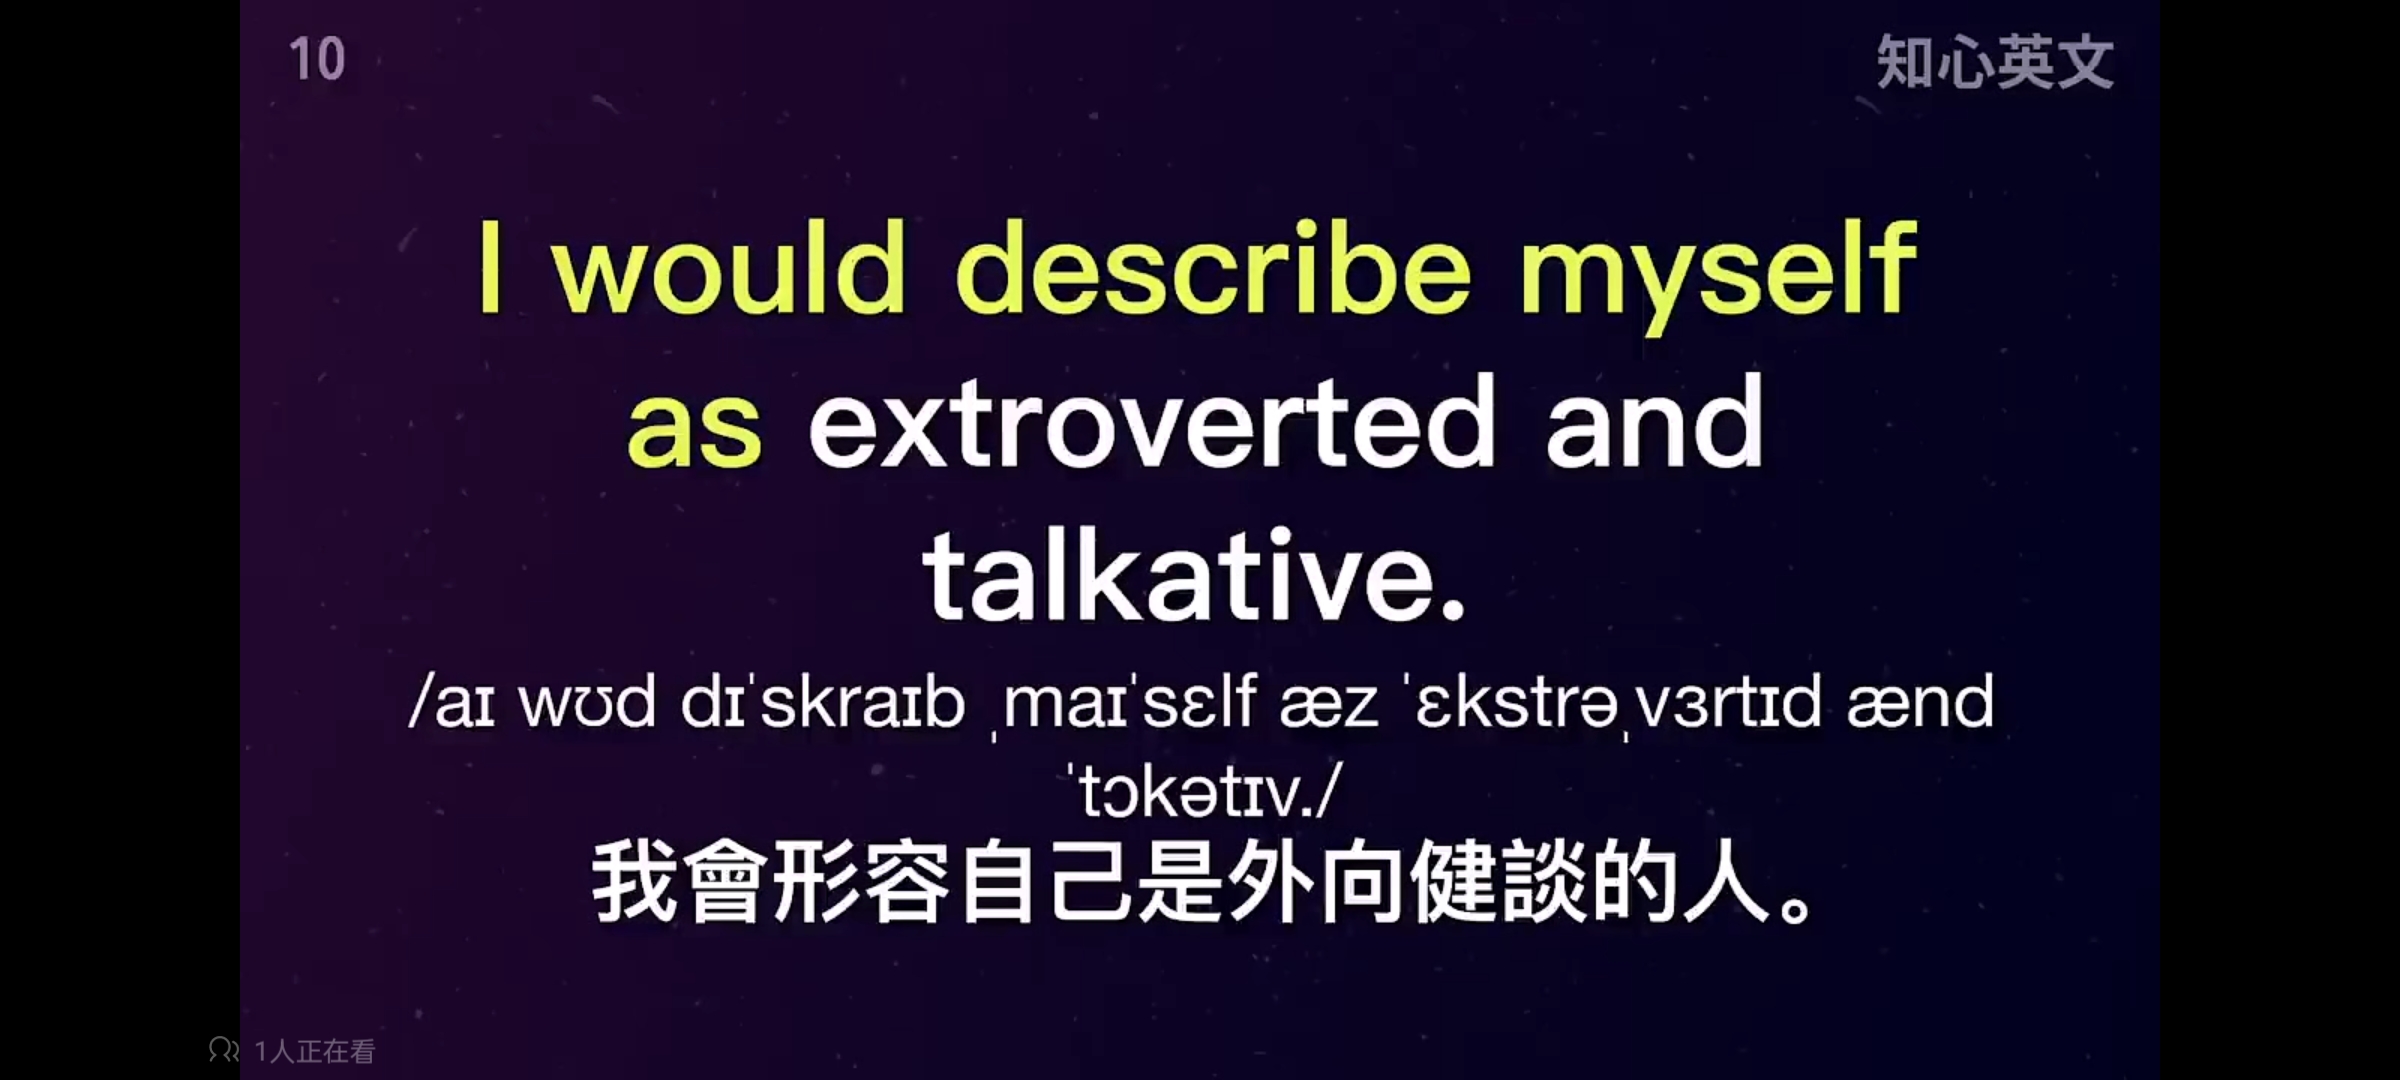 10
知心英文
I would describe myself
as extroverted and
talkative.
/aɪ wʊd dɪˈskraɪb ˌmaɪˈsɛlf æz ˈɛkstrəˌvɜrtɪd ænd
ˈtɔkətɪv./
我會形容自己是外向健談的人。
1人正在看